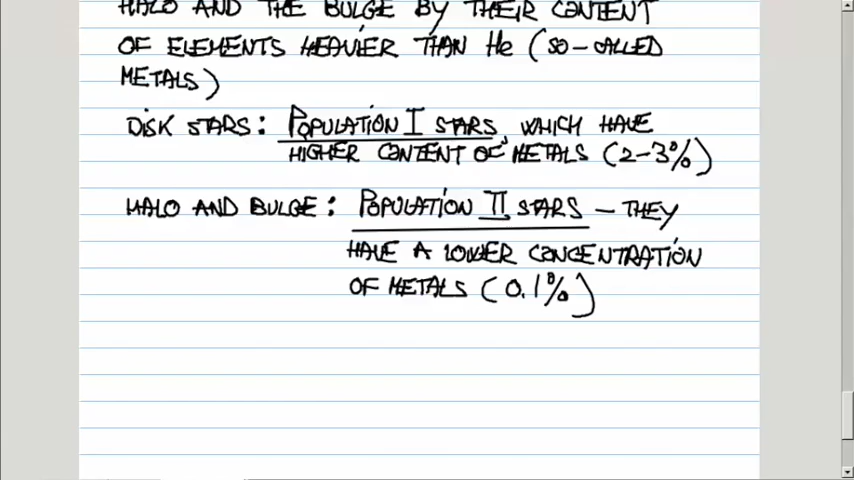 HALO AND THE BULGE BY THEIR CONTENT
OF ELEMENTS HEAVIER THAN He (SO-CALLED
METALS)
DISK STARS: POPULATION I STARS, WHICH HAVE
HIGHER CONTENT OF METALS (2-3%)
HALO AND BULGE: POPULATION II STARS - THEY
HAVE A LOWER CONCENTRATION
OF METALS (0.1%)